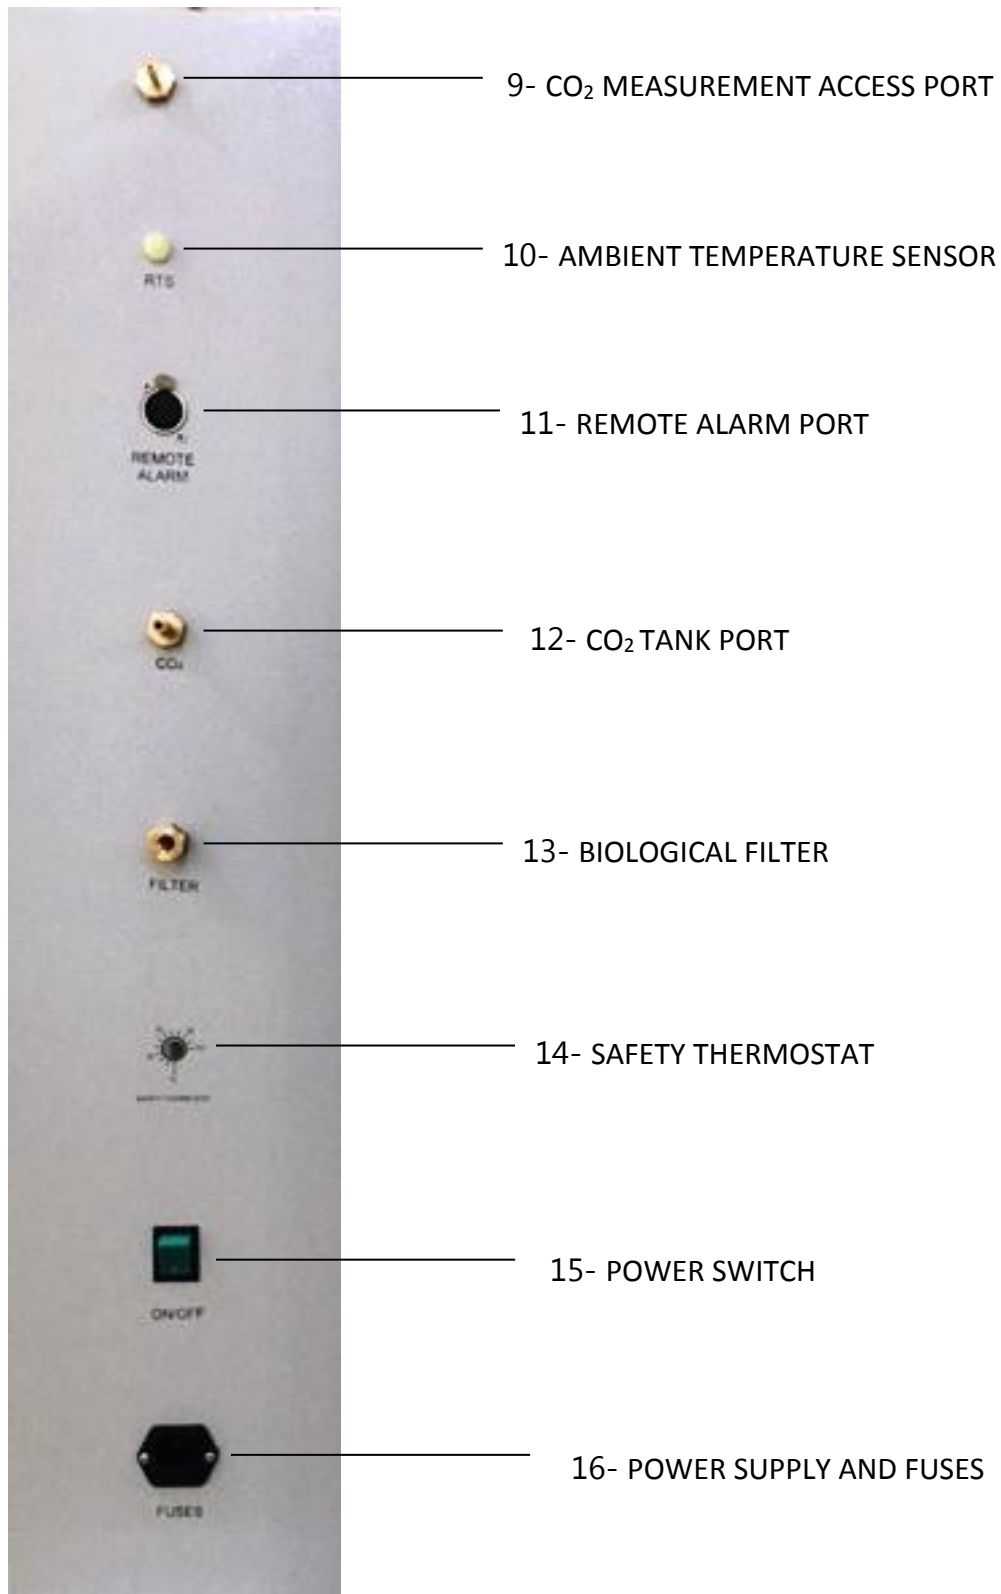 9- CO₂ MEASUREMENT ACCESS PORT
10- AMBIENT TEMPERATURE SENSOR
RTS
11- REMOTE ALARM PORT
REMOTE
ALARM
12- CO₂ TANK PORT
CO₂
13- BIOLOGICAL FILTER
FILTER
14- SAFETY THERMOSTAT
15- POWER SWITCH
ON/OFF
16- POWER SUPPLY AND FUSES
FUSES